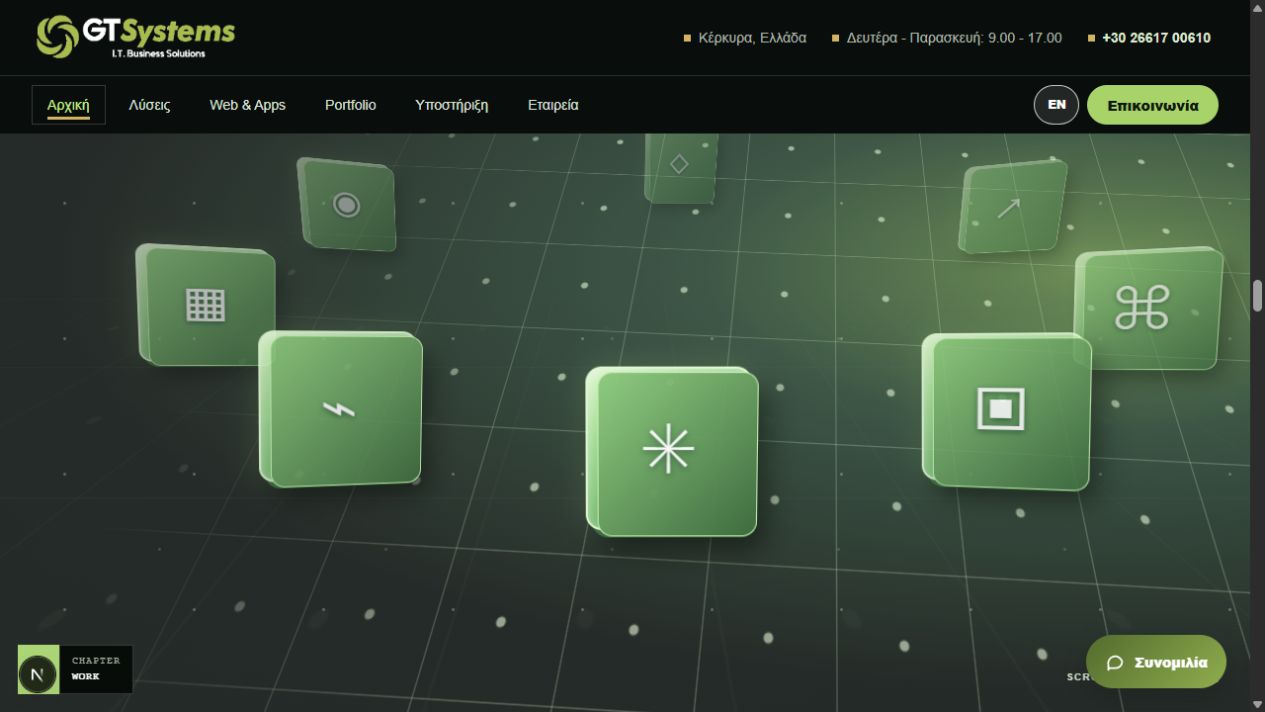 GTSystems
I.T. Business Solutions
Κέρκυρα, Ελλάδα
Δευτέρα - Παρασκευή: 9.00 - 17.00
+30 26617 00610
Αρχική
Λύσεις
Web & Apps
Portfolio
Υποστήριξη
Εταιρεία
EN
Επικοινωνία
N
CHAPTER
WORK
Συνομιλία